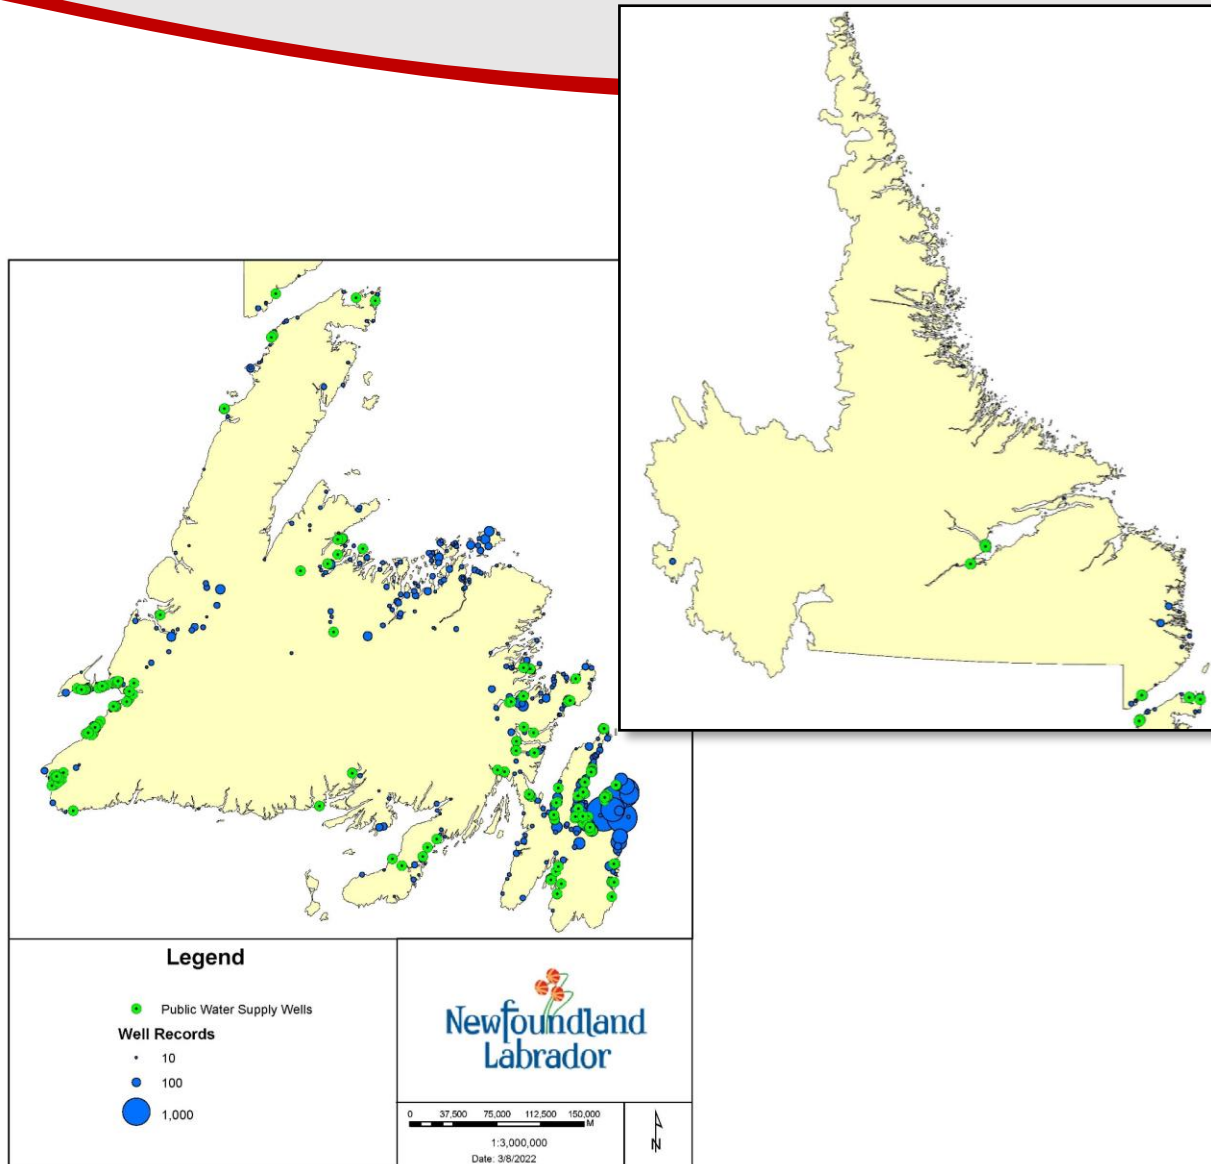 Legend
Public Water Supply Wells
Well Records
10
100
1,000
Newfoundland
Labrador
0 37,500 75,000 112,500 150,000
M
1:3,000,000
Date: 3/8/2022
N